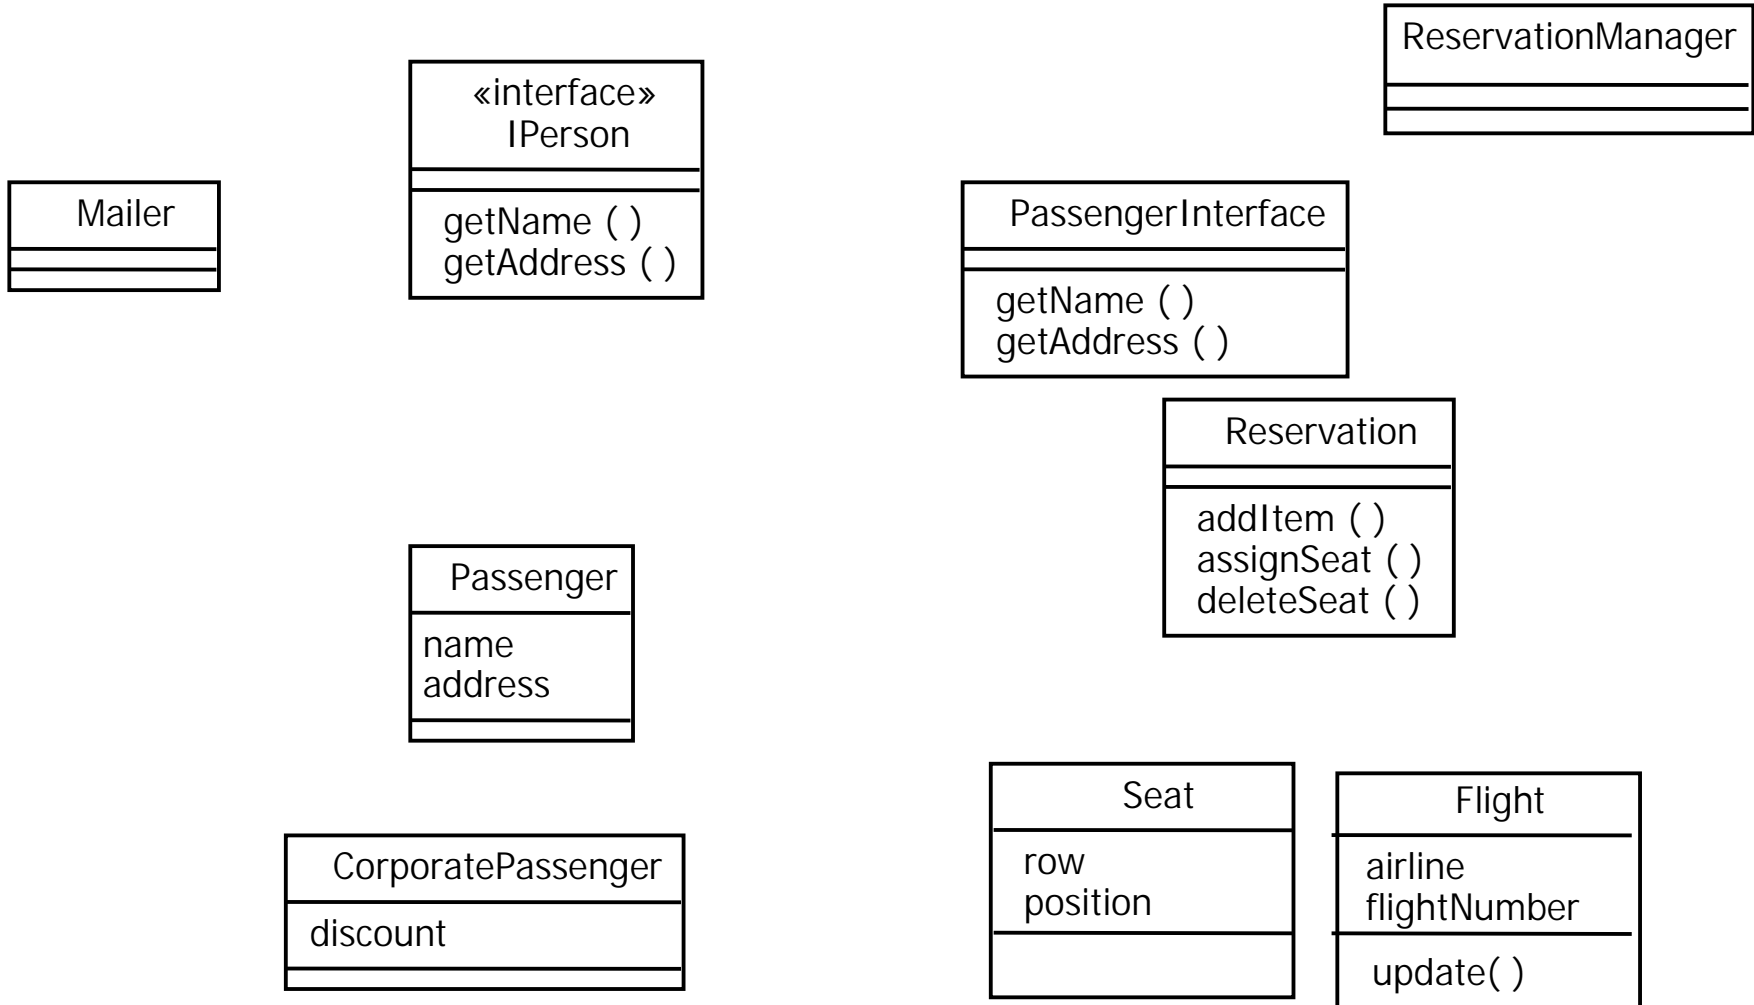 ReservationManager
«interface»
IPerson
getName ( )
getAddress ( )
Mailer
PassengerInterface
getName ( )
getAddress ( )
Reservation
addItem ( )
assignSeat ( )
deleteSeat ( )
Passenger
name
address
Seat
row
position
Flight
airline
flightNumber
update( )
CorporatePassenger
discount